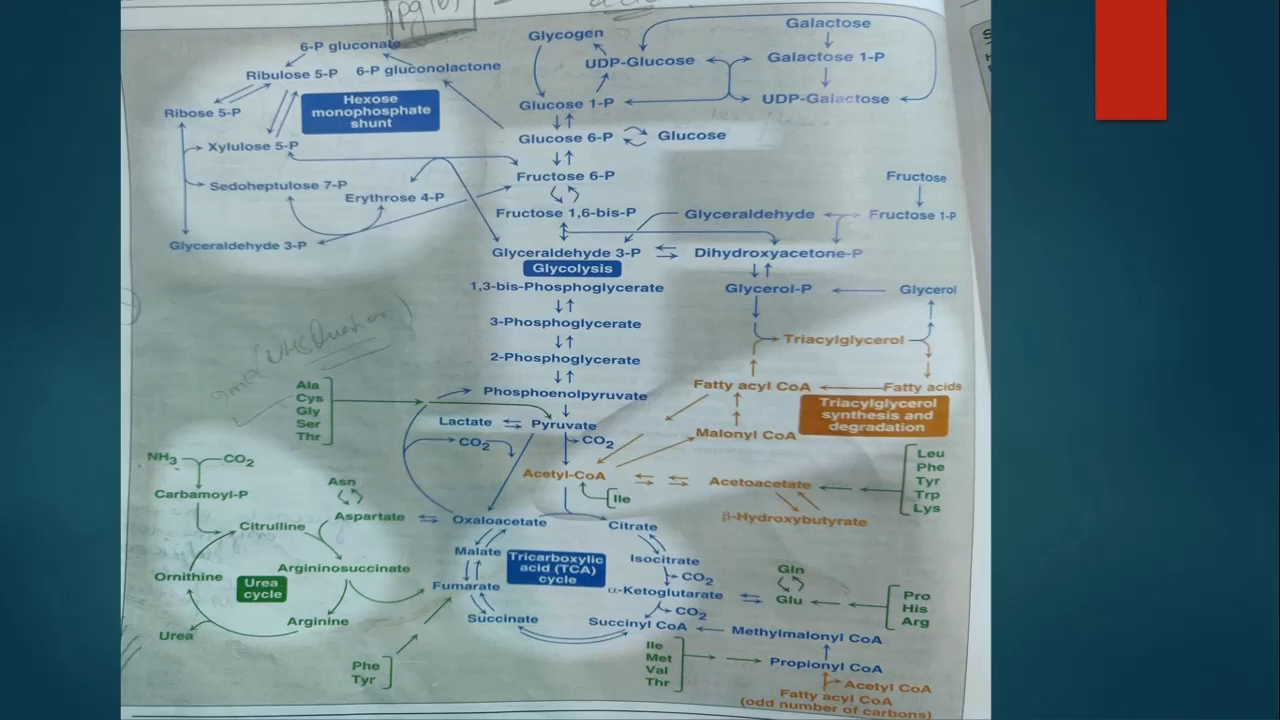 Glycogen
UDP-Glucose
Glucose 1-P
Galactose
Galactose 1-P
UDP-Galactose
6-P gluconate
Ribulose 5-P
6-P gluconolactone
Ribose 5-P
Hexose
monophosphate
shunt
Xylulose 5-P
Sedoheptulose 7-P
Erythrose 4-P
Glyceraldehyde 3-P
Glucose 6-P
Glucose
Fructose 6-P
Fructose 1,6-bis-P
Glyceraldehyde
Fructose
Fructose 1-P
Glyceraldehyde 3-P
Dihydroxyacetone-P
Glycolysis
1,3-bis-Phosphoglycerate
3-Phosphoglycerate
2-Phosphoglycerate
Phosphoenolpyruvate
Lactate
Pyruvate
CO2
CO2
Glycerol-P
Glycerol
Triacylglycerol
Fatty acyl CoA
Fatty acids
Triacylglycerol
synthesis and
degradation
Malonyl CoA
Acetyl-CoA
Ile
Acetoacetate
β-Hydroxybutyrate
Leu
Phe
Tyr
Trp
Lys
Ala
Cys
Gly
Ser
Thr
NH3
CO2
Carbamoyl-P
Asn
Aspartate
Citrulline
Argininosuccinate
Ornithine
Urea
cycle
Arginine
Urea
Phe
Tyr
Oxaloacetate
Citrate
Malate
Tricarboxylic
acid (TCA)
cycle
Isocitrate
CO2
Fumarate
α-Ketoglutarate
CO2
Succinate
Succinyl CoA
Gln
Glu
Pro
His
Arg
Methylmalonyl CoA
Ile
Met
Val
Thr
Propionyl CoA
Acetyl CoA
Fatty acyl CoA
(odd number of carbons)